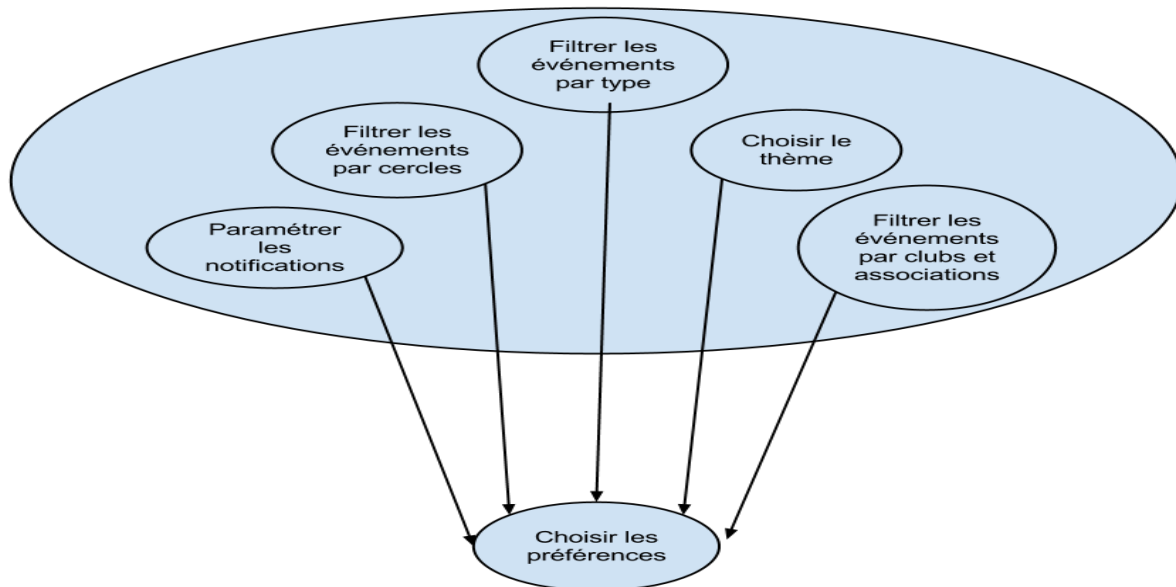 Filtrer les
événements
par type
Filtrer les
événements
par cercles
Choisir le
thème
Paramétrer
les
notifications
Filtrer les
événements
par clubs et
associations
Choisir les
préférences